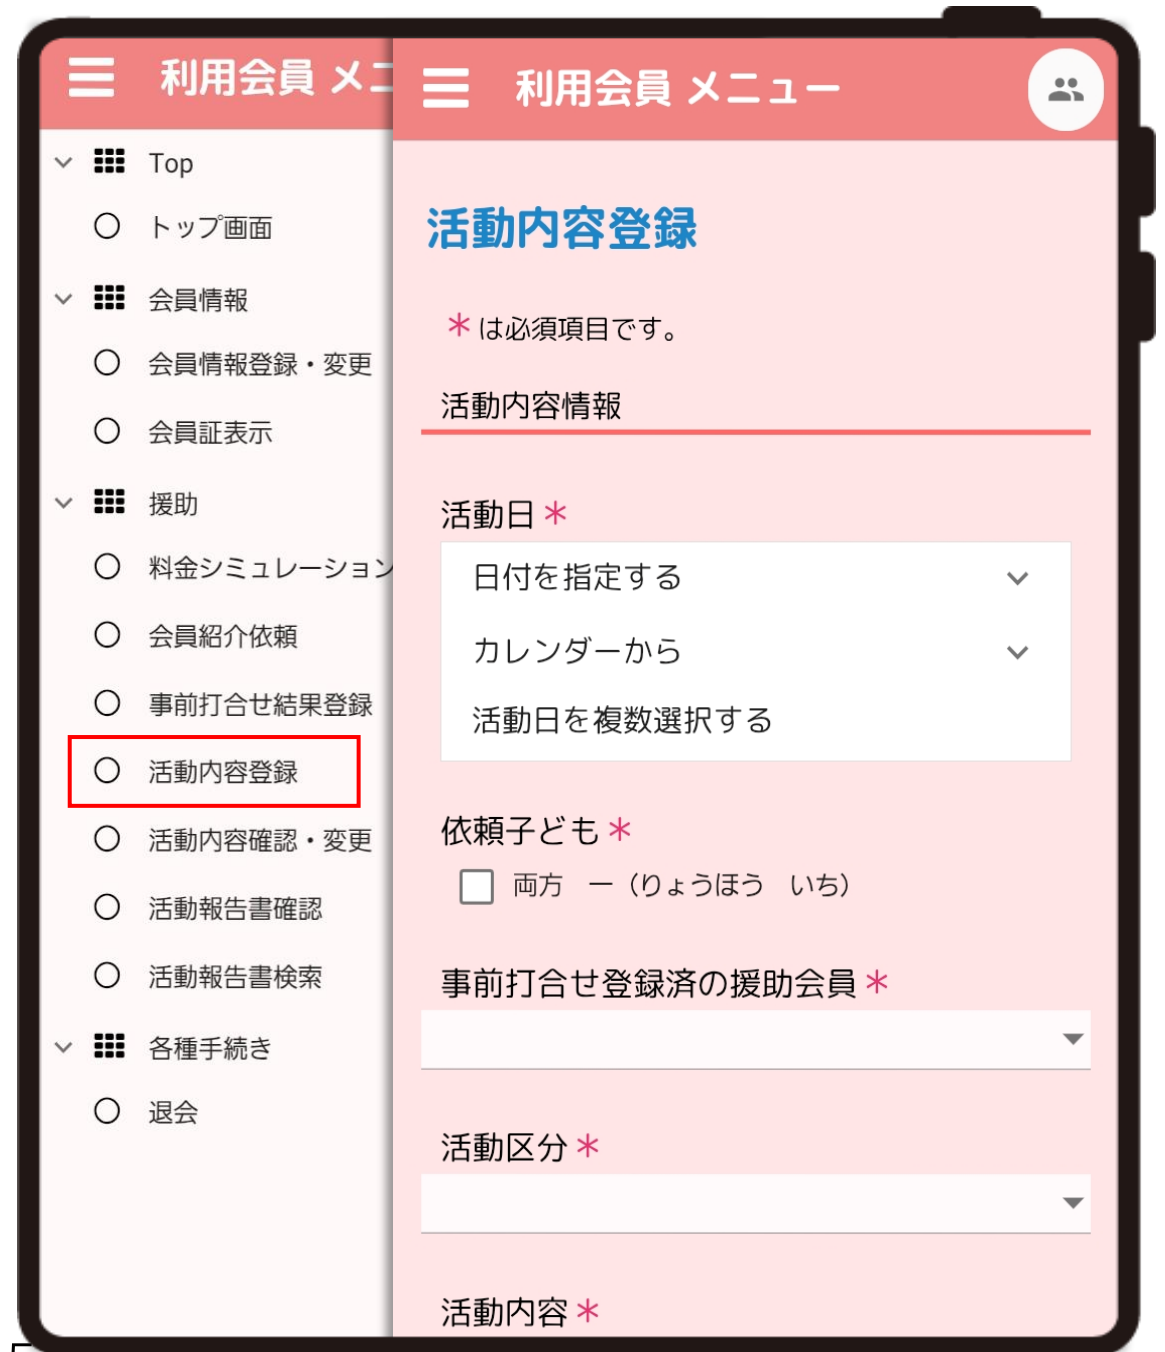 利用会員 メニ
Top
トップ画面
会員情報
会員情報登録・変更
会員証表示
援助
料金シミュレーション
会員紹介依頼
事前打合せ結果登録
活動内容登録
活動内容確認・変更
活動報告書確認
活動報告書検索
各種手続き
退会
利用会員 メニュー
活動内容登録
＊は必須項目です。
活動内容情報
活動日＊
日付を指定する
カレンダーから
活動日を複数選択する
依頼子ども＊
両方　一（りょうほう　いち）
事前打合せ登録済の援助会員＊
活動区分＊
活動内容＊